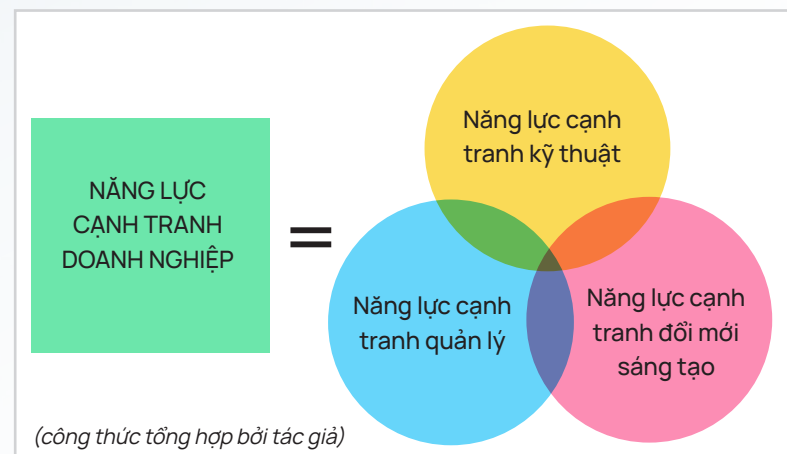 NĂNG LỰC
CẠNH TRANH
DOANH NGHIỆP
=
Năng lực cạnh
tranh kỹ thuật
Năng lực cạnh
tranh quản lý
Năng lực cạnh
tranh đổi mới
sáng tạo
(công thức tổng hợp bởi tác giả)